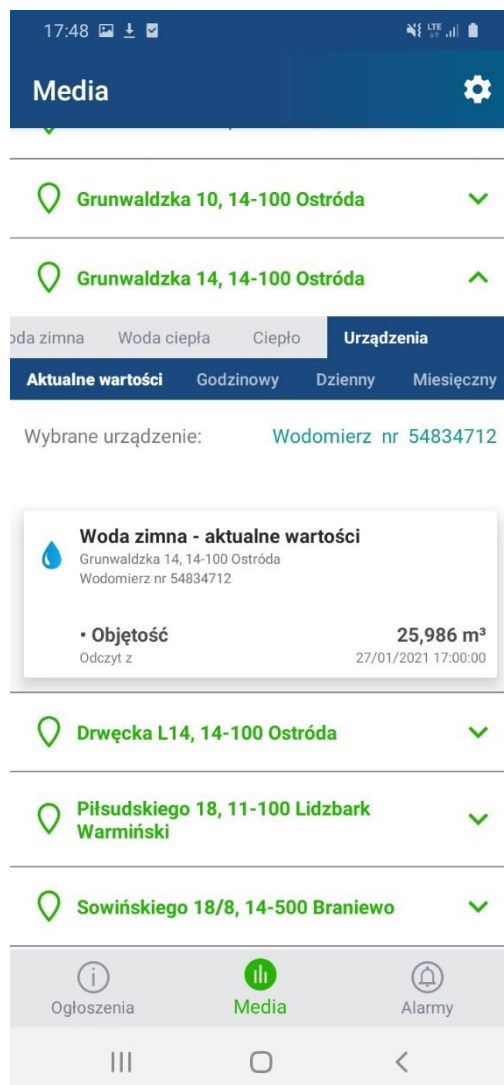 17:48
LTE
Media
Grunwaldzka 10, 14-100 Ostróda
Grunwaldzka 14, 14-100 Ostróda
zimna Woda ciepła Ciepło Urządzenia
Aktualne wartości Godzinowy Dzienny Miesięczny
Wybrane urządzenie: Wodomierz nr 54834712
Woda zimna - aktualne wartości
Grunwaldzka 14, 14-100 Ostróda
Wodomierz nr 54834712
• Objętość 25,986 m³
Odczyt z 27/01/2021 17:00:00
Drwęcka L14, 14-100 Ostróda
Piłsudskiego 18, 11-100 Lidzbark
Warmiński
Sowińskiego 18/8, 14-500 Braniewo
Ogłoszenia Media Alarmy